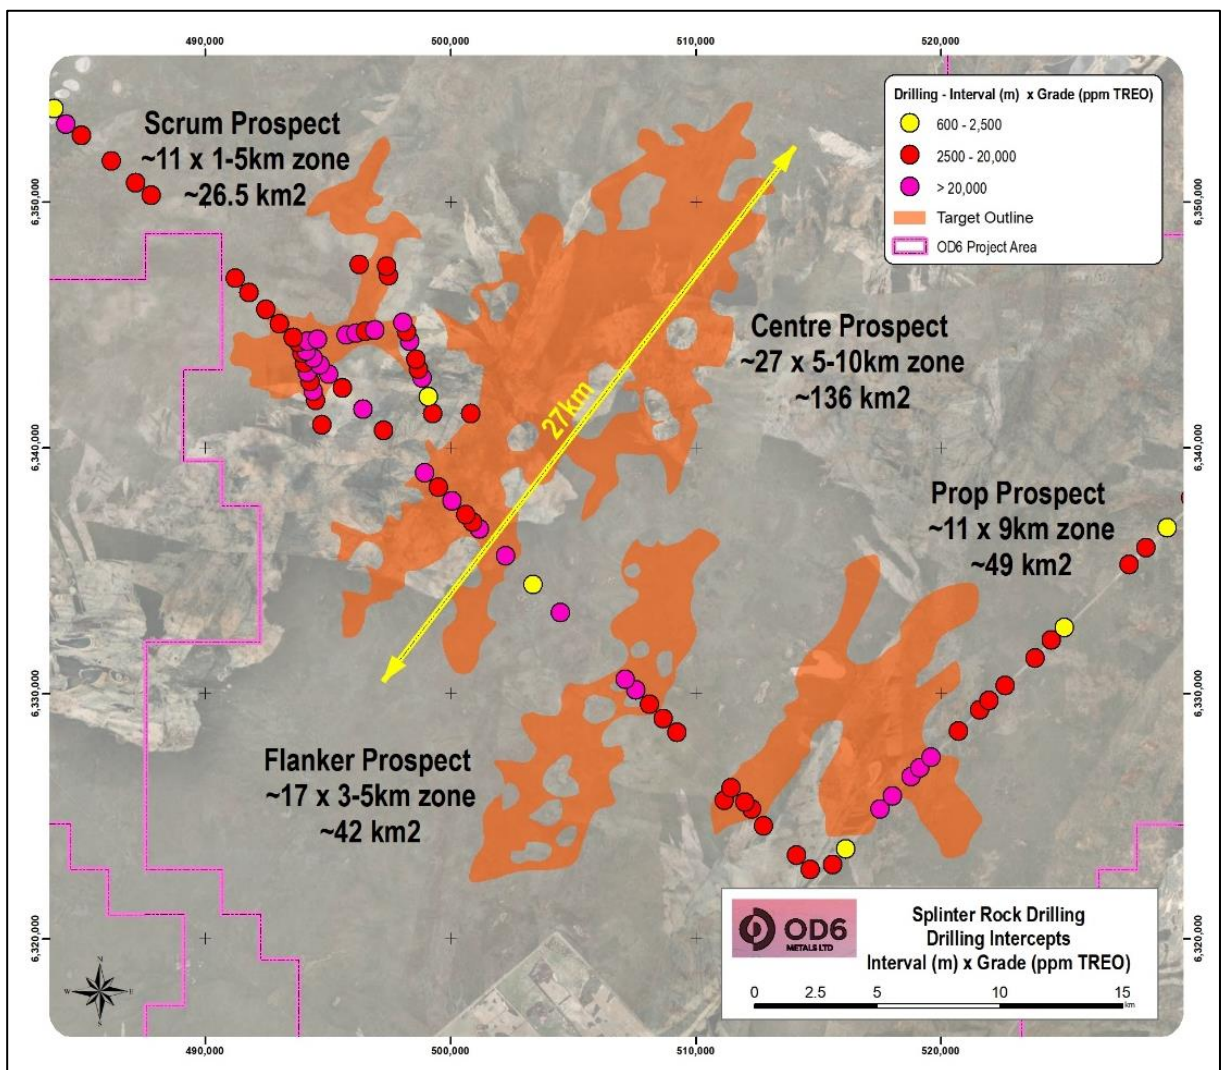 490,000
500,000
510,000
520,000
Scrum Prospect
~11 x 1-5km zone
~26.5 km2
Drilling - Interval (m) x Grade (ppm TREO)
600 - 2,500
2500 - 20,000
> 20,000
Target Outline
OD6 Project Area
6,350,000
6,350,000
Centre Prospect
~27 x 5-10km zone
~136 km2
27km
6,340,000
6,340,000
Prop Prospect
~11 x 9km zone
~49 km2
6,330,000
6,330,000
Flanker Prospect
~17 x 3-5km zone
~42 km2
OD6
METALS LTD
Splinter Rock Drilling
Drilling Intercepts
Interval (m) x Grade (ppm TREO)
0 2.5 5 10 15
km
6,320,000
6,320,000
N
W E
S
490,000
500,000
510,000
520,000